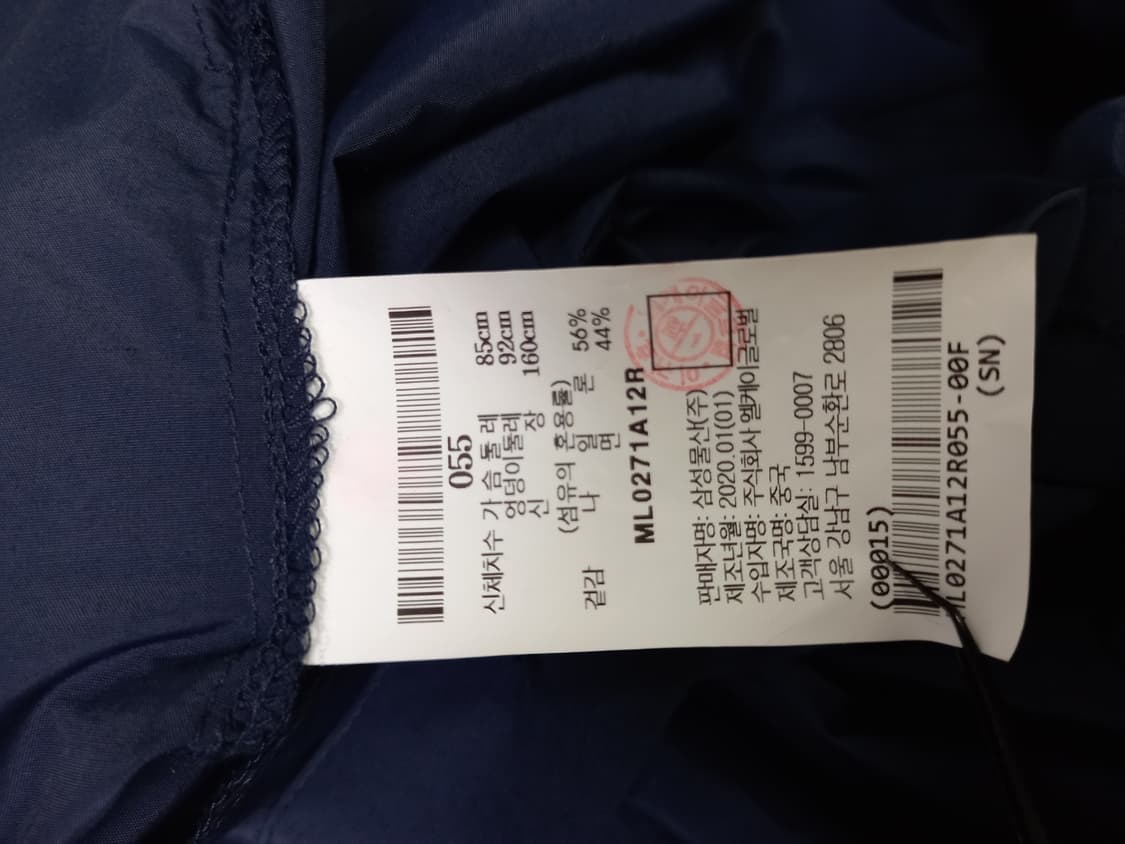 055
신체치수 가 슴 둘 레 85cm
엉덩이둘레 92cm
신 장 160cm
(섬유의 혼용률)
겉감 나 일 론 56%
면 44%
ML0271A12R
판매자명: 삼성물산(주)
제조년월: 2020.01(01)
수입자명: 주식회사 엘케이글로벌
제조국명: 중국
고객상담실: 1599-0007
서울 강남구 남부순환로 2806
(00015)
ML0271A12R055-00F
(SN)